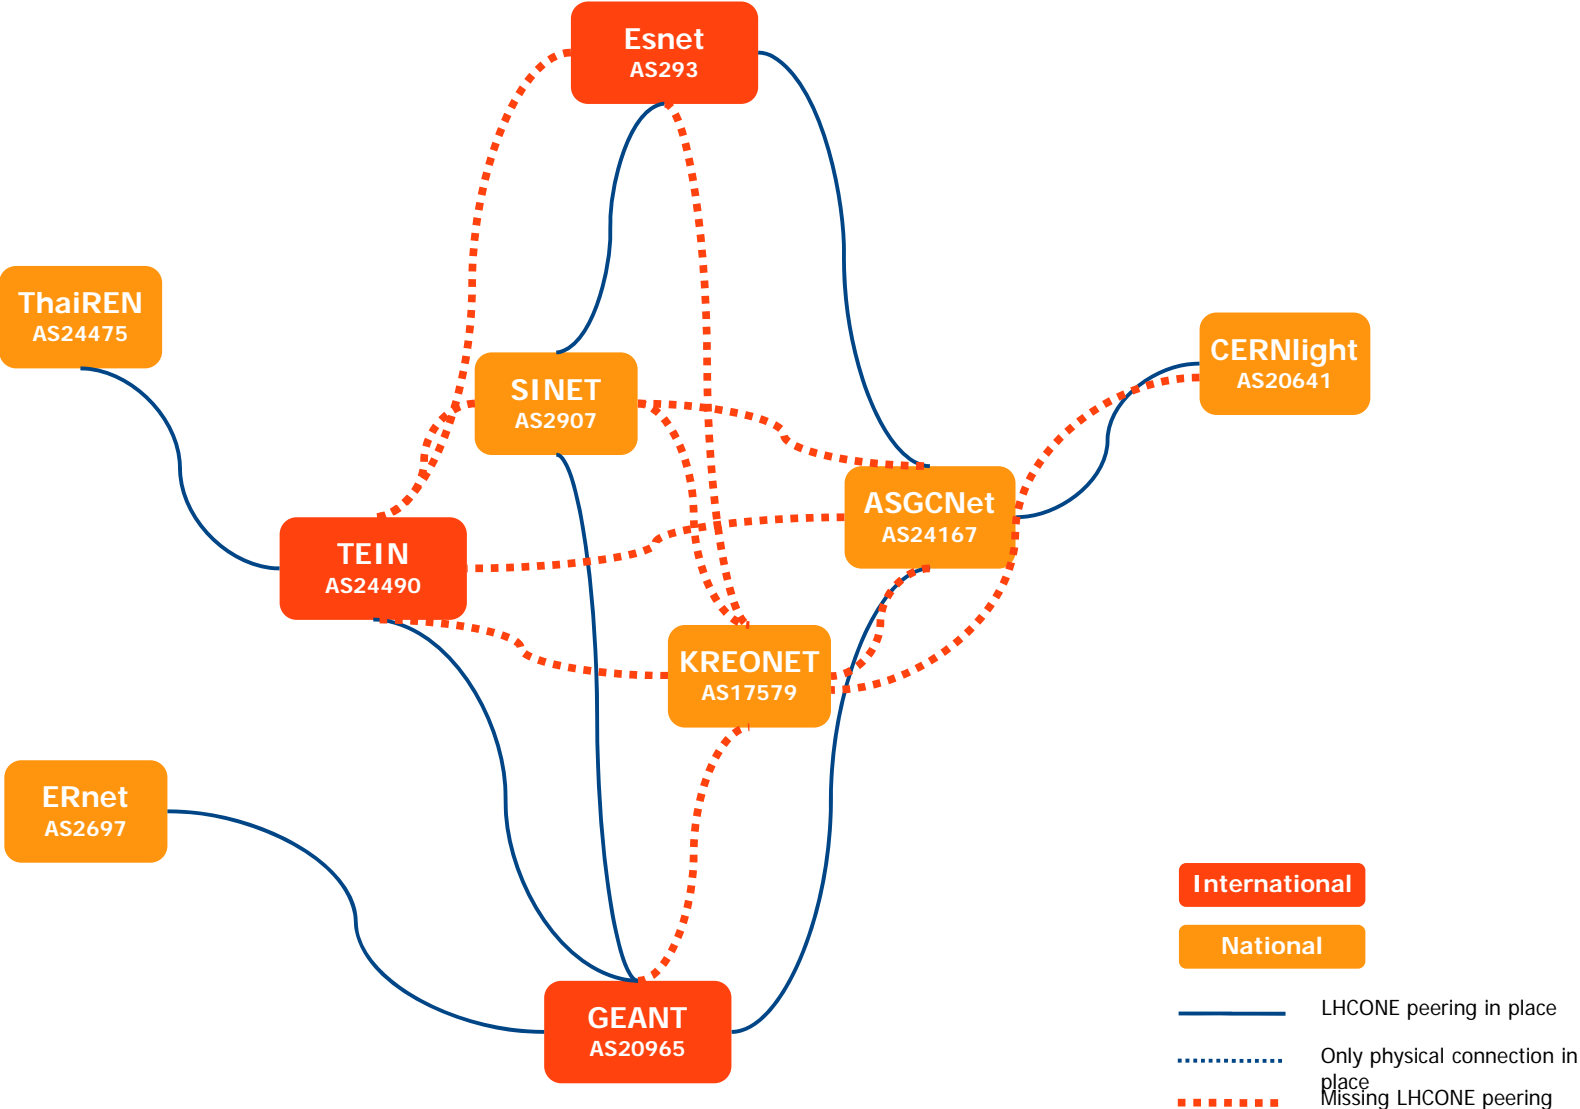 Esnet
AS293
ThaiREN
AS24475
CERNlight
AS20641
SINET
AS2907
ASGCNet
AS24167
TEIN
AS24490
KREONET
AS17579
ERnet
AS2697
GEANT
AS20965
International
National
LHCONE peering in place
Only physical connection in
place
Missing LHCONE peering